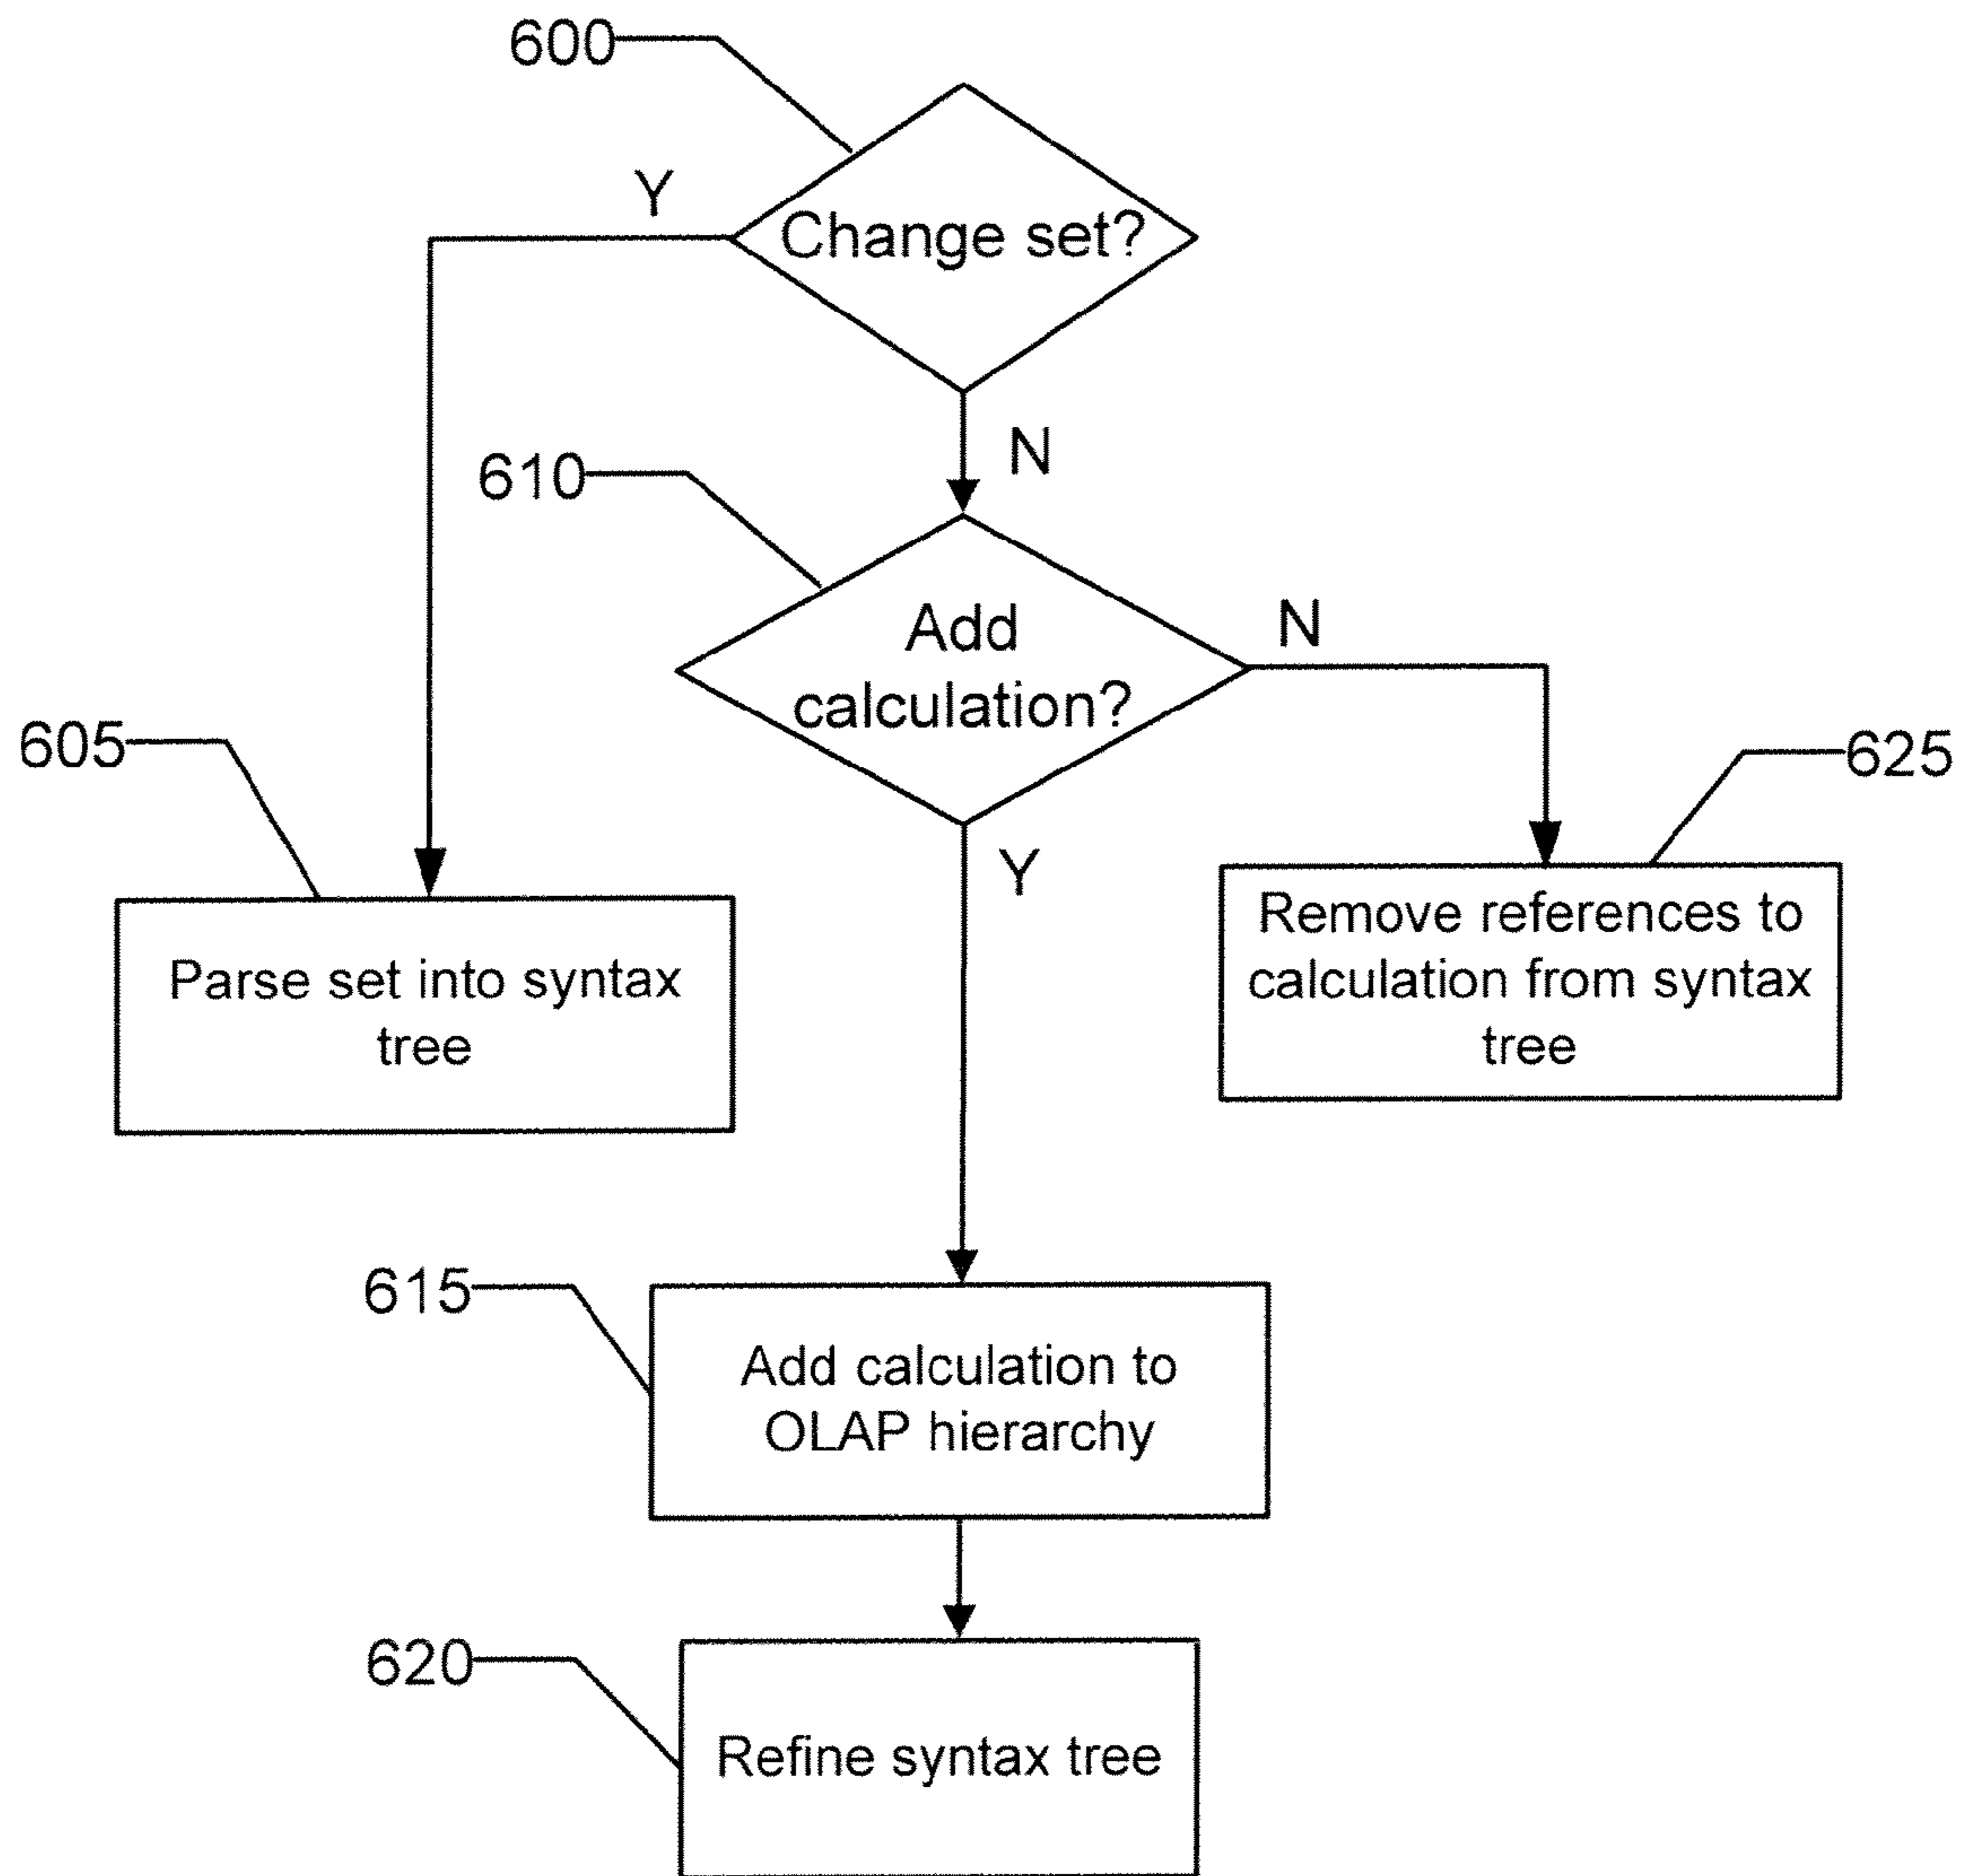 600
Y
Change set?
N
610
Add
calculation?
N
605
625
Y
Parse set into syntax
tree
Remove references to
calculation from syntax
tree
615
Add calculation to
OLAP hierarchy
620
Refine syntax tree